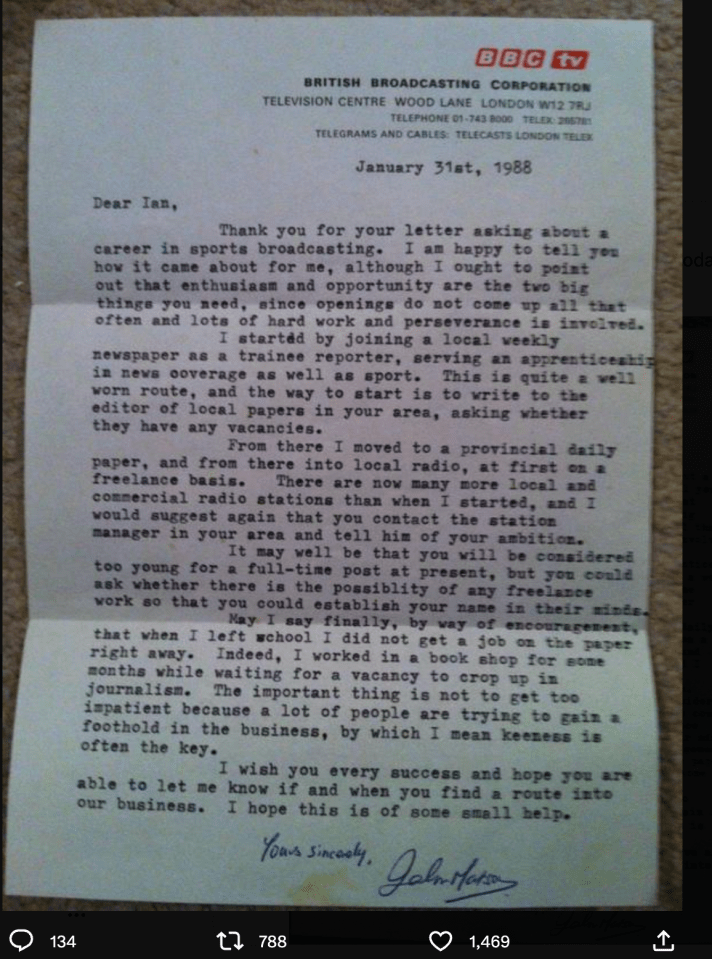 BBC tv
BRITISH BROADCASTING CORPORATION
TELEVISION CENTRE WOOD LANE LONDON W12 7RJ
TELEPHONE 01-743 8000 TELEX: 265781
TELEGRAMS AND CABLES: TELECASTS LONDON TELEX
January 31st, 1988
Dear Ian,
Thank you for your letter asking about a
career in sports broadcasting. I am happy to tell you
how it came about for me, although I ought to point
out that enthusiasm and opportunity are the two big
things you need, since openings do not come up all that
often and lots of hard work and perseverance is involved.
I started by joining a local weekly
newspaper as a trainee reporter, serving an apprenticeship
in news coverage as well as sport. This is quite a well
worn route, and the way to start is to write to the
editor of local papers in your area, asking whether
they have any vacancies.
From there I moved to a provincial daily
paper, and from there into local radio, at first on a
freelance basis. There are now many more local and
commercial radio stations than when I started, and I
would suggest again that you contact the station
manager in your area and tell him of your ambition.
It may well be that you will be considered
too young for a full-time post at present, but you could
ask whether there is the possiblity of any freelance
work so that you could establish your name in their minds.
May I say finally, by way of encouragement,
that when I left school I did not get a job on the paper
right away. Indeed, I worked in a book shop for some
months while waiting for a vacancy to crop up in
journalism. The important thing is not to get too
impatient because a lot of people are trying to gain a
foothold in the business, by which I mean keeness is
often the key.
I wish you every success and hope you are
able to let me know if and when you find a route into
our business. I hope this is of some small help.
Yours sincerely,
John Motson
134 788 1,469